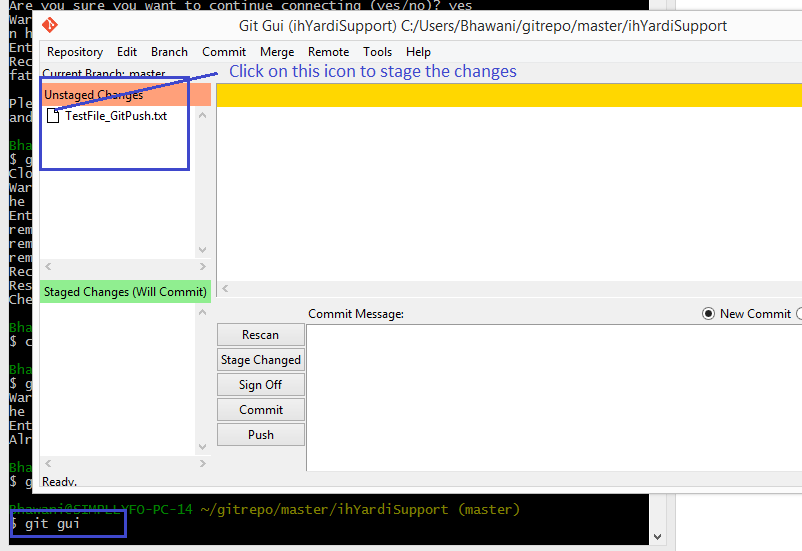 Are you sure you want to continue connecting (yes/no)? yes
War
n h
Ent
Rec
fat
Ple
and
Bha
$ g
Clo
War
he
Ent
rem
rem
rem
Rec
Res
Che
Bha
$ c
Bha
$ g
War
he
Ent
Alr
Bha
$ g
Git Gui (ihYardiSupport) C:/Users/Bhawani/gitrepo/master/ihYardiSupport
Repository Edit Branch Commit Merge Remote Tools Help
Current Branch: master
Click on this icon to stage the changes
Unstaged Changes
TestFile_GitPush.txt
Staged Changes (Will Commit)
Commit Message:
New Commit
Rescan
Stage Changed
Sign Off
Commit
Push
Ready.
Bhawani@SIMPLLYFO-PC-14 ~/gitrepo/master/ihYardiSupport (master)
$ git gui